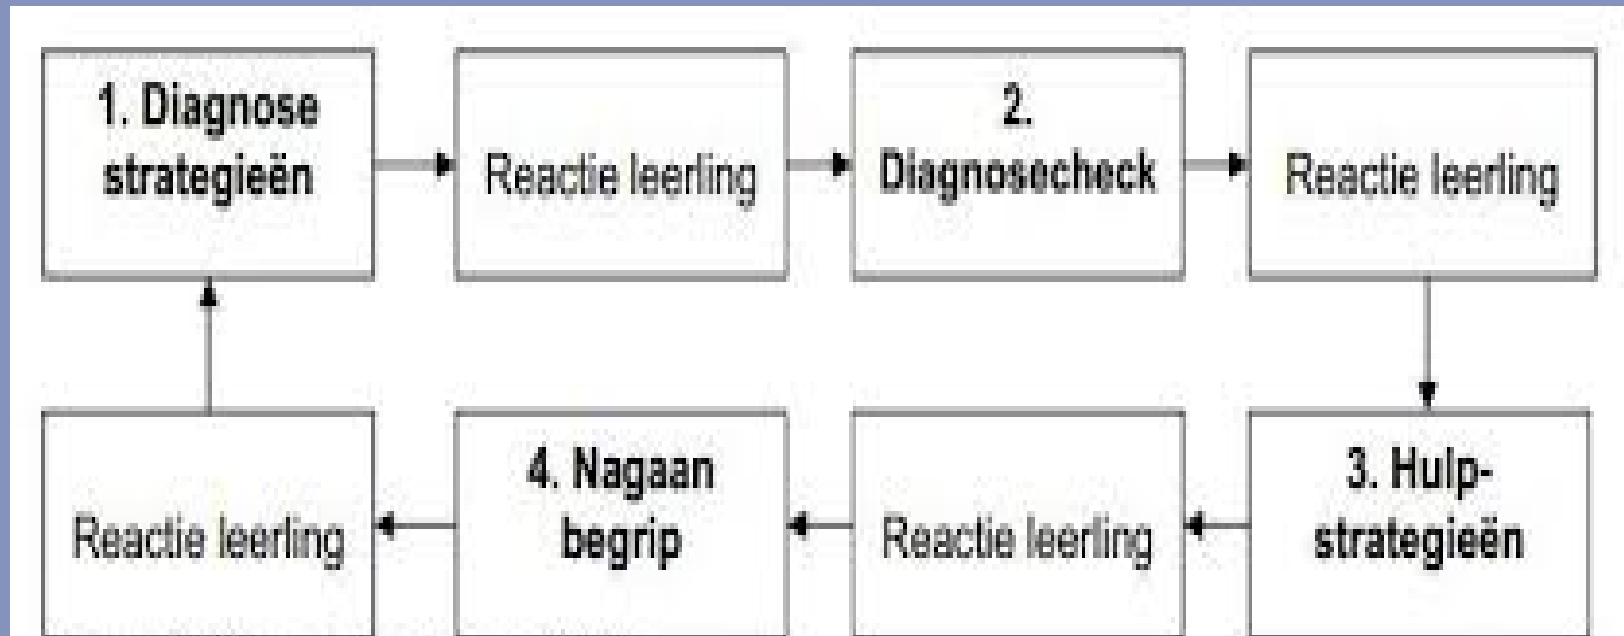 1. Diagnose
strategieën
Reactie leerling
2.
Diagnosecheck
Reactie leerling
3. Hulp-
strategieën
Reactie leerling
4. Nagaan
begrip
Reactie leerling